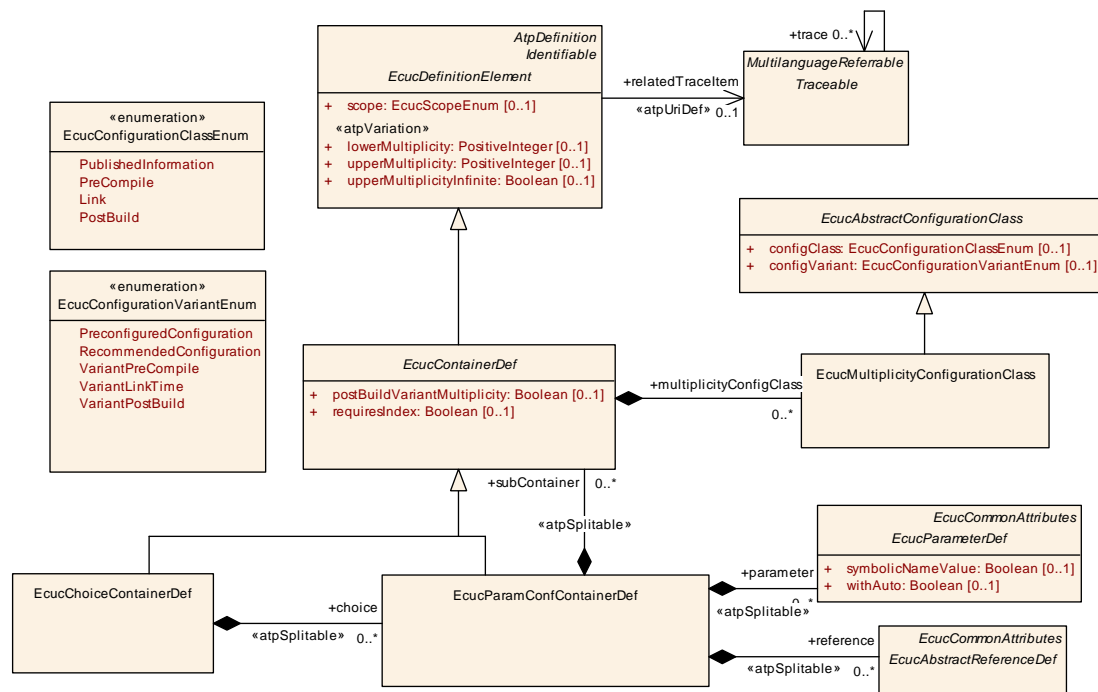 AtpDefinition
Identifiable
EcucDefinitionElement
+ scope: EcucScopeEnum [0..1]
«atpVariation»
+ lowerMultiplicity: PositiveInteger [0..1]
+ upperMultiplicity: PositiveInteger [0..1]
+ upperMultiplicityInfinite: Boolean [0..1]
+relatedTraceItem
«atpUriDef» 0..1
+trace 0..*
MultilanguageReferrable
Traceable
«enumeration»
EcucConfigurationClassEnum
PublishedInformation
PreCompile
Link
PostBuild
EcucAbstractConfigurationClass
+ configClass: EcucConfigurationClassEnum [0..1]
+ configVariant: EcucConfigurationVariantEnum [0..1]
«enumeration»
EcucConfigurationVariantEnum
PreconfiguredConfiguration
RecommendedConfiguration
VariantPreCompile
VariantLinkTime
VariantPostBuild
EcucContainerDef
+ postBuildVariantMultiplicity: Boolean [0..1]
+ requiresIndex: Boolean [0..1]
+multiplicityConfigClass
0..*
EcucMultiplicityConfigurationClass
+subContainer 0..*
«atpSplitable»
EcucChoiceContainerDef
+choice
«atpSplitable» 0..*
EcucParamConfContainerDef
+parameter
0..*
«atpSplitable»
EcucCommonAttributes
EcucParameterDef
+ symbolicNameValue: Boolean [0..1]
+ withAuto: Boolean [0..1]
+reference
«atpSplitable» 0..*
EcucCommonAttributes
EcucAbstractReferenceDef